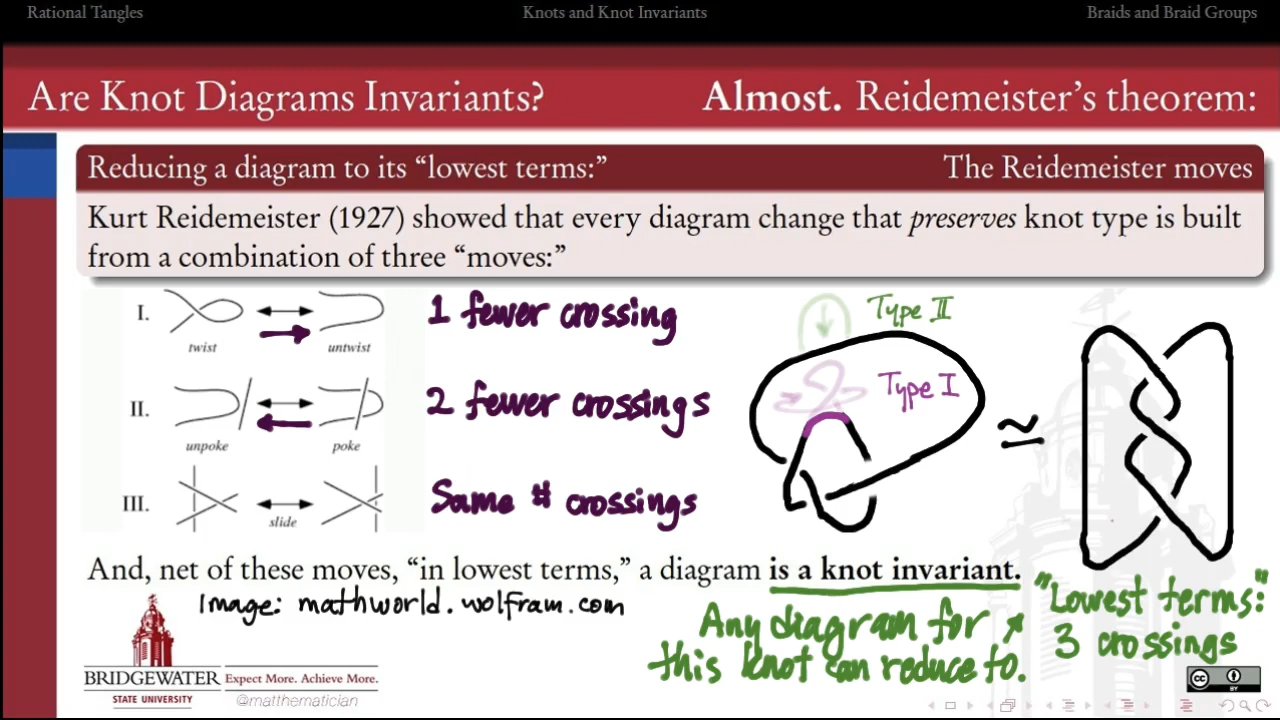 Rational Tangles Knots and Knot Invariants Braids and Braid Groups
Are Knot Diagrams Invariants? Almost. Reidemeister's theorem:
Reducing a diagram to its “lowest terms:” The Reidemeister moves
Kurt Reidemeister (1927) showed that every diagram change that preserves knot type is built
from a combination of three “moves:”
I. twist untwist 1 fewer crossing
II. unpoke poke 2 fewer crossings
III. slide Same # crossings
Type II
Type I
≅
And, net of these moves, “in lowest terms,” a diagram is a knot invariant.
Image: mathworld.wolfram.com
Any diagram for
this knot can reduce to.
"Lowest terms:"
3 crossings
BRIDGEWATER
STATE UNIVERSITY
Expect More. Achieve More.
@matthematician
CC BY